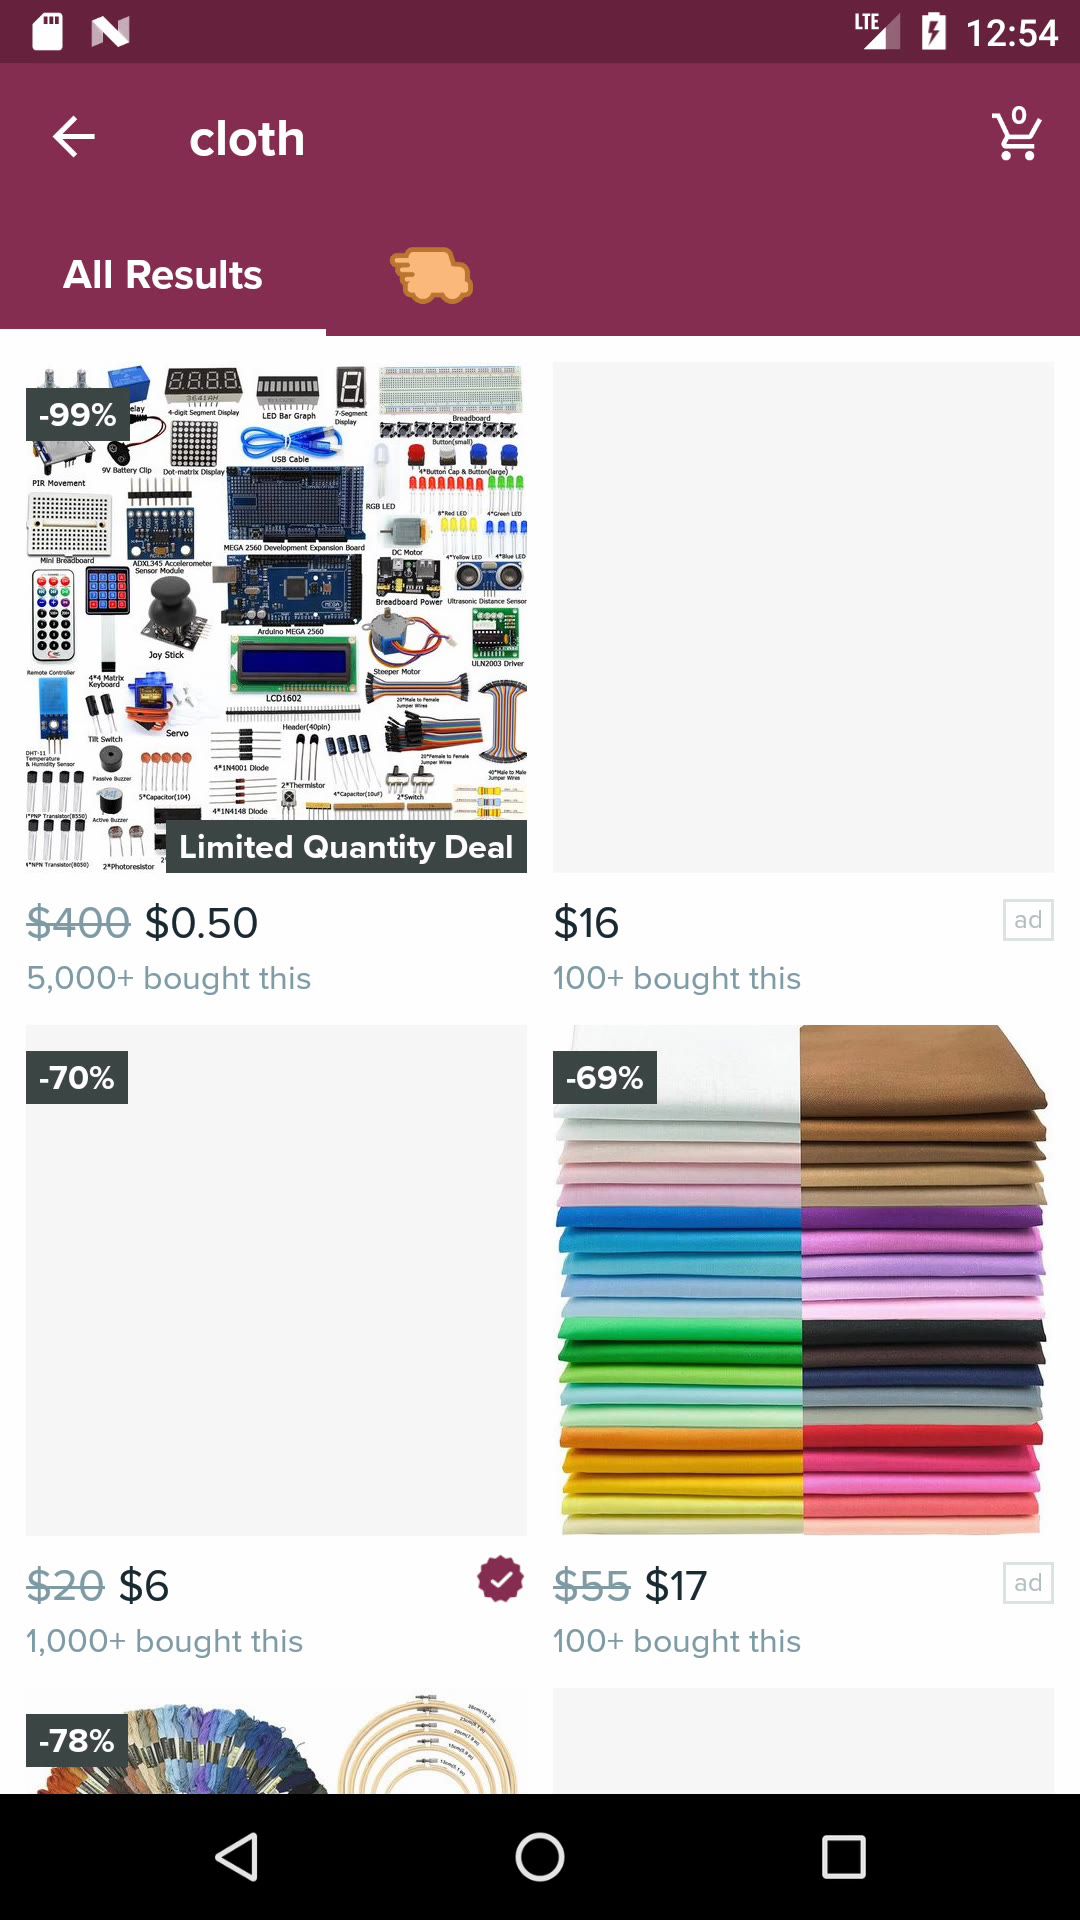 LTE 12:54
cloth
0
All Results
-99%
Relay
3641AH
4-digit Segment Display
LED Bar Graph
7-Segment
Display
Breadboard
Button(small)
9V Battery Clip
Dot-matrix Display
USB Cable
4*Button Cap & Button(large)
PIR Movement
RGB LED
8*Red LED
4*Green LED
Mini Breadboard
ADXL345 Accelerometer
Sensor Module
MEGA 2560 Development Expansion Board
DC Motor
4*Yellow LED
4*Blue LED
Breadboard Power
Ultrasonic Distance Sensor
Arduino MEGA 2560
Joy Stick
ULN2003 Driver
Remote Controller
4*4 Matrix
Keyboard
LCD1602
Steeper Motor
20*Male to Female
Jumper Wires
Servo
Tilt Switch
Header(40pin)
DHT-11
Temperature
& Humidity Sensor
Passive Buzzer
5*Capacitor(104)
4*1N4001 Diode
2*Thermistor
4*Capacitor(10uF)
20*Female to Female
Jumper Wires
2*Switch
40*Male to Male
Jumper Wires
Active Buzzer
4*1N4148 Diode
*PNP Transistor(8550)
*NPN Transistor(8050)
2*Photoresistor
Limited Quantity Deal
$400 $0.50
5,000+ bought this
$16
ad
100+ bought this
-70%
-69%
$20 $6
1,000+ bought this
$55 $17
ad
100+ bought this
-78%